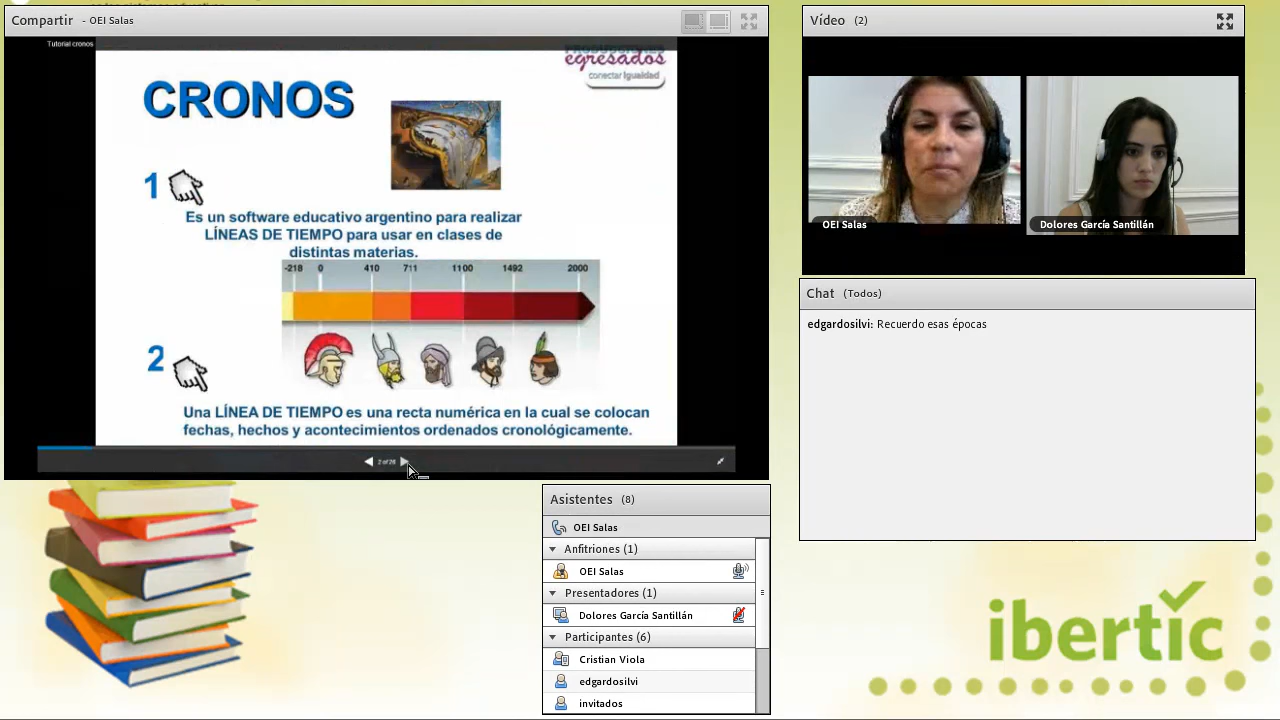 Compartir - OEI Salas
Tutorial cronos
PRODUCCIONES
egresados
conectar igualdad
CRONOS
1
Es un software educativo argentino para realizar
LÍNEAS DE TIEMPO para usar en clases de
distintas materias.
-218 0 410 711 1100 1492 2000
2
Una LÍNEA DE TIEMPO es una recta numérica en la cual se colocan
fechas, hechos y acontecimientos ordenados cronológicamente.
2 of 26
Vídeo (2)
OEI Salas
Dolores García Santillán
Chat (Todos)
edgardosilvi: Recuerdo esas épocas
Asistentes (8)
OEI Salas
Anfitriones (1)
OEI Salas
Presentadores (1)
Dolores García Santillán
Participantes (6)
Cristian Viola
edgardosilvi
invitados
ibertic